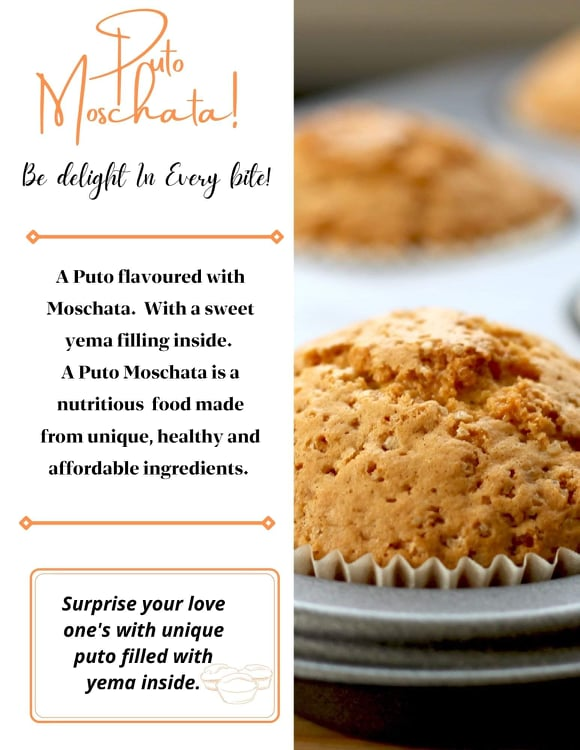 Puto
Moschata!
Be delight In Every bite!
A Puto flavoured with
Moschata. With a sweet
yema filling inside.
A Puto Moschata is a
nutritious food made
from unique, healthy and
affordable ingredients.
Surprise your love
one's with unique
puto filled with
yema inside.